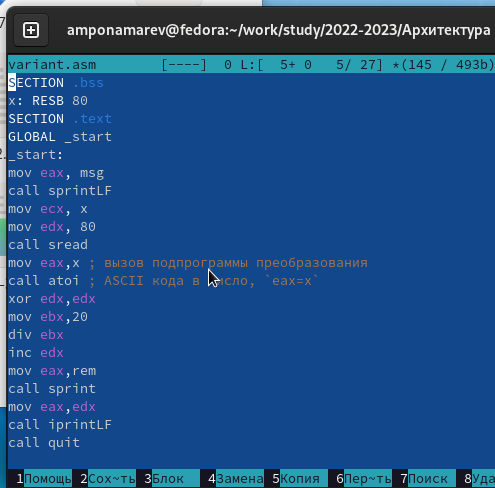 amponamarev@fedora:~/work/study/2022-2023/Архитектура
variant.asm [----] 0 L:[ 5+ 0 5/ 27] *(145 / 493b)
SECTION .bss
x: RESB 80
SECTION .text
GLOBAL _start
_start:
mov eax, msg
call sprintLF
mov ecx, x
mov edx, 80
call sread
mov eax,x ; вызов подпрограммы преобразования
call atoi ; ASCII кода в число, `eax=x`
xor edx,edx
mov ebx,20
div ebx
inc edx
mov eax,rem
call sprint
mov eax,edx
call iprintLF
call quit
1Помощь 2Сох~ть 3Блок 4Замена 5Копия 6Пер~ть 7Поиск 8Уда